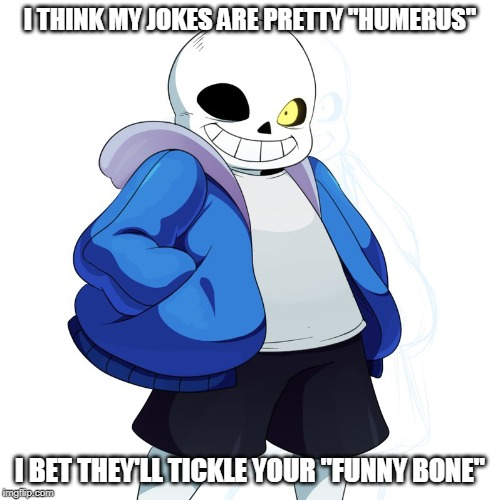 I THINK MY JOKES ARE PRETTY "HUMERUS"
I BET THEY'LL TICKLE YOUR "FUNNY BONE"
imgflip.com